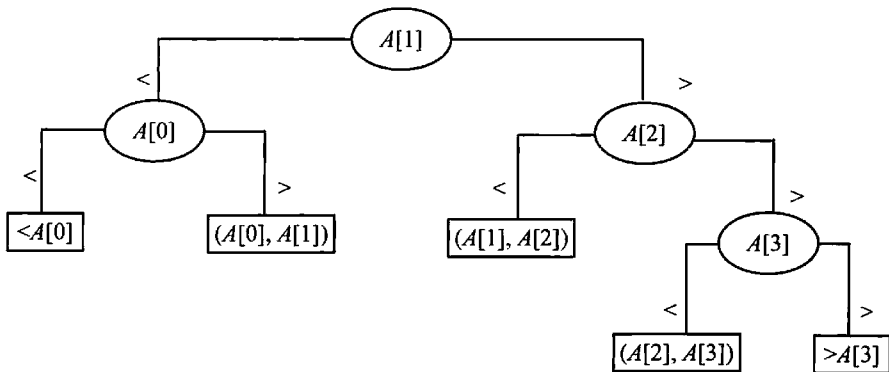 A[1]
<
>
A[0]
A[2]
<
>
<
>
<A[0]
(A[0], A[1])
(A[1], A[2])
A[3]
<
>
(A[2], A[3])
>A[3]